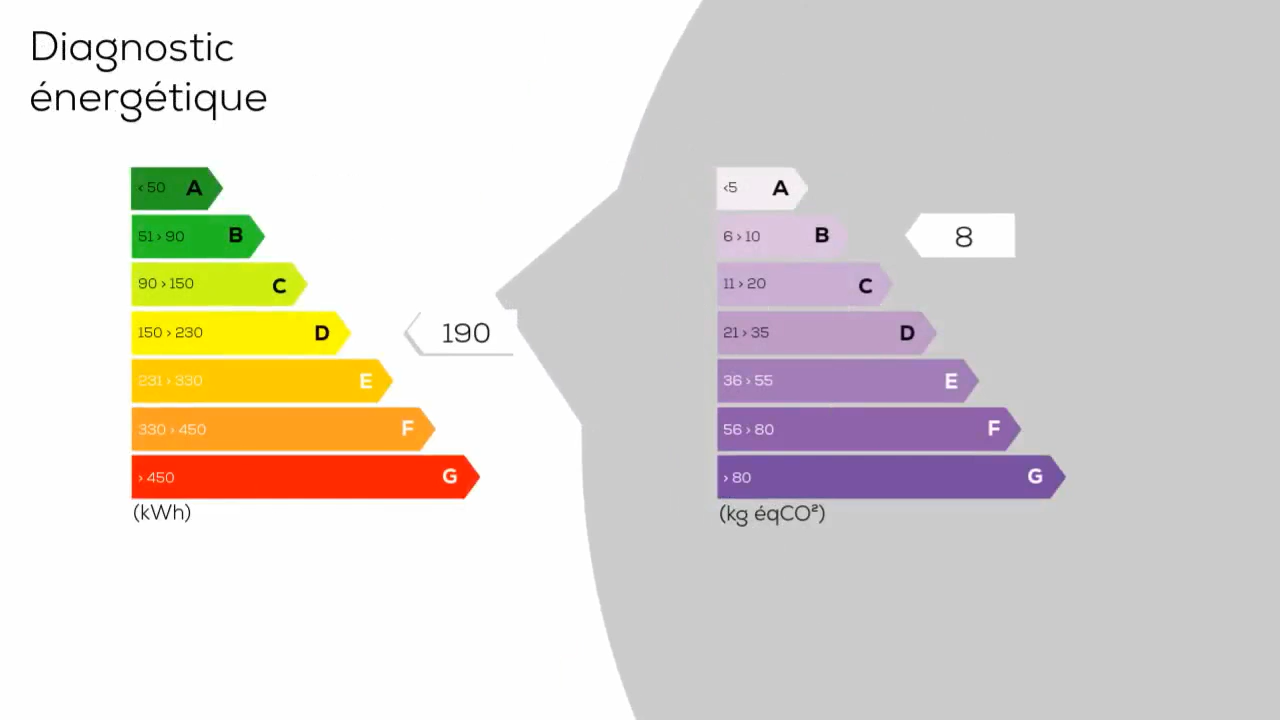 Diagnostic
énergétique
< 50 A
51 > 90 B
90 > 150 C
150 > 230 D
190
231 > 330 E
330 > 450 F
> 450 G
(kWh)
<5 A
6 > 10 B
8
11 > 20 C
21 > 35 D
36 > 55 E
56 > 80 F
> 80 G
(kg éqCO²)